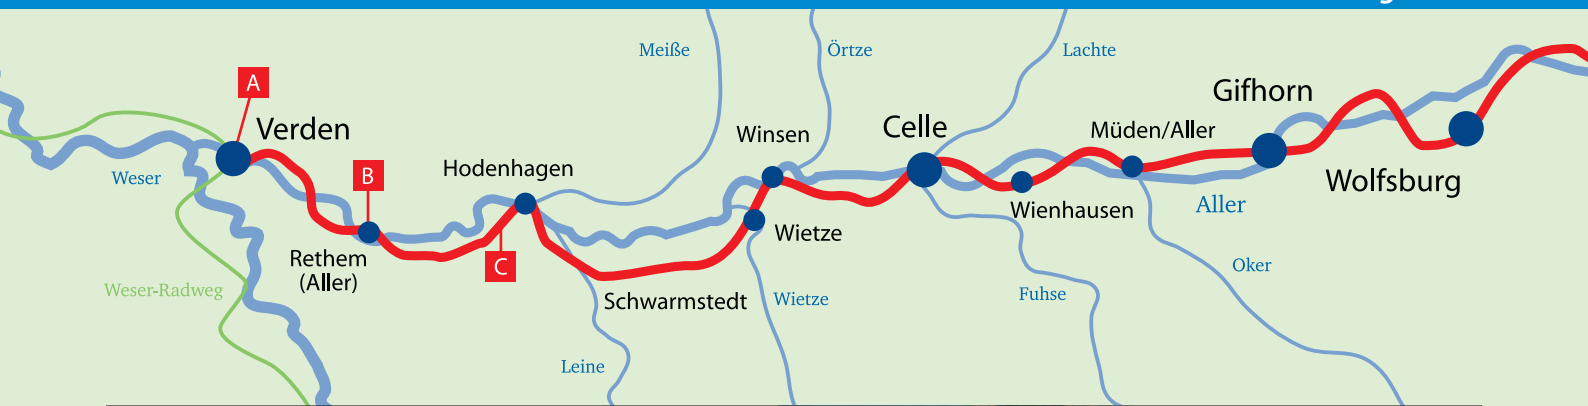 Meiße
Örtze
Lachte
A
Gifhorn
Verden
Celle
Winsen
Müden/Aller
B
Hodenhagen
Weser
Wolfsburg
Aller
Wienhausen
Wietze
Rethem
(Aller)
C
Oker
Weser-Radweg
Schwarmstedt
Wietze
Fuhse
Leine